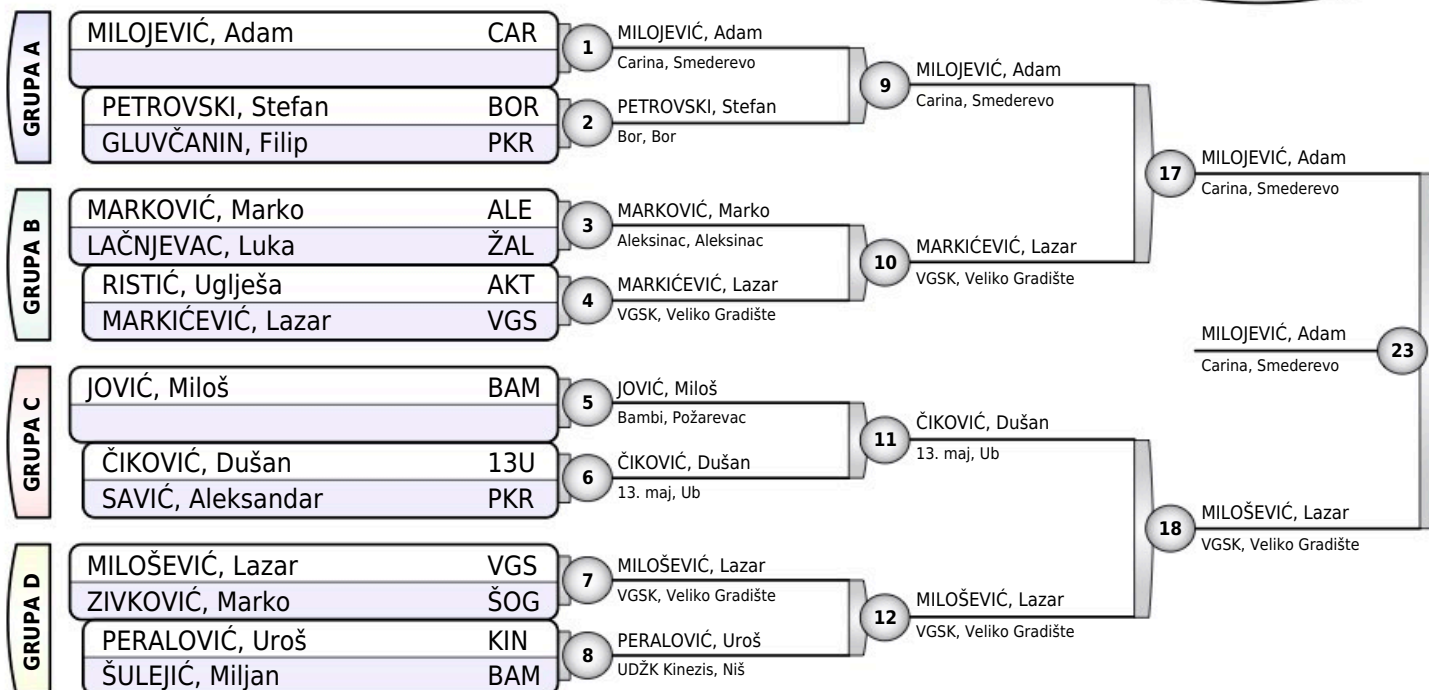 GRUPA A
MILOJEVIĆ, Adam CAR
PETROVSKI, Stefan BOR
GLUVČANIN, Filip PKR
GRUPA B
MARKOVIĆ, Marko ALE
LAČNJEVAC, Luka ŽAL
RISTIĆ, Uglješa AKT
MARKIĆEVIĆ, Lazar VGS
GRUPA C
JOVIĆ, Miloš BAM
ČIKOVIĆ, Dušan 13U
SAVIĆ, Aleksandar PKR
GRUPA D
MILOŠEVIĆ, Lazar VGS
ZIVKOVIĆ, Marko ŠOG
PERALOVIĆ, Uroš KIN
ŠULEJIĆ, Miljan BAM
1 MILOJEVIĆ, Adam
Carina, Smederevo
2 PETROVSKI, Stefan
Bor, Bor
3 MARKOVIĆ, Marko
Aleksinac, Aleksinac
4 MARKIĆEVIĆ, Lazar
VGSK, Veliko Gradište
5 JOVIĆ, Miloš
Bambi, Požarevac
6 ČIKOVIĆ, Dušan
13. maj, Ub
7 MILOŠEVIĆ, Lazar
VGSK, Veliko Gradište
8 PERALOVIĆ, Uroš
UDŽK Kinezis, Niš
9 MILOJEVIĆ, Adam
Carina, Smederevo
10 MARKIĆEVIĆ, Lazar
VGSK, Veliko Gradište
11 ČIKOVIĆ, Dušan
13. maj, Ub
12 MILOŠEVIĆ, Lazar
VGSK, Veliko Gradište
17 MILOJEVIĆ, Adam
Carina, Smederevo
18 MILOŠEVIĆ, Lazar
VGSK, Veliko Gradište
MILOJEVIĆ, Adam 23
Carina, Smederevo